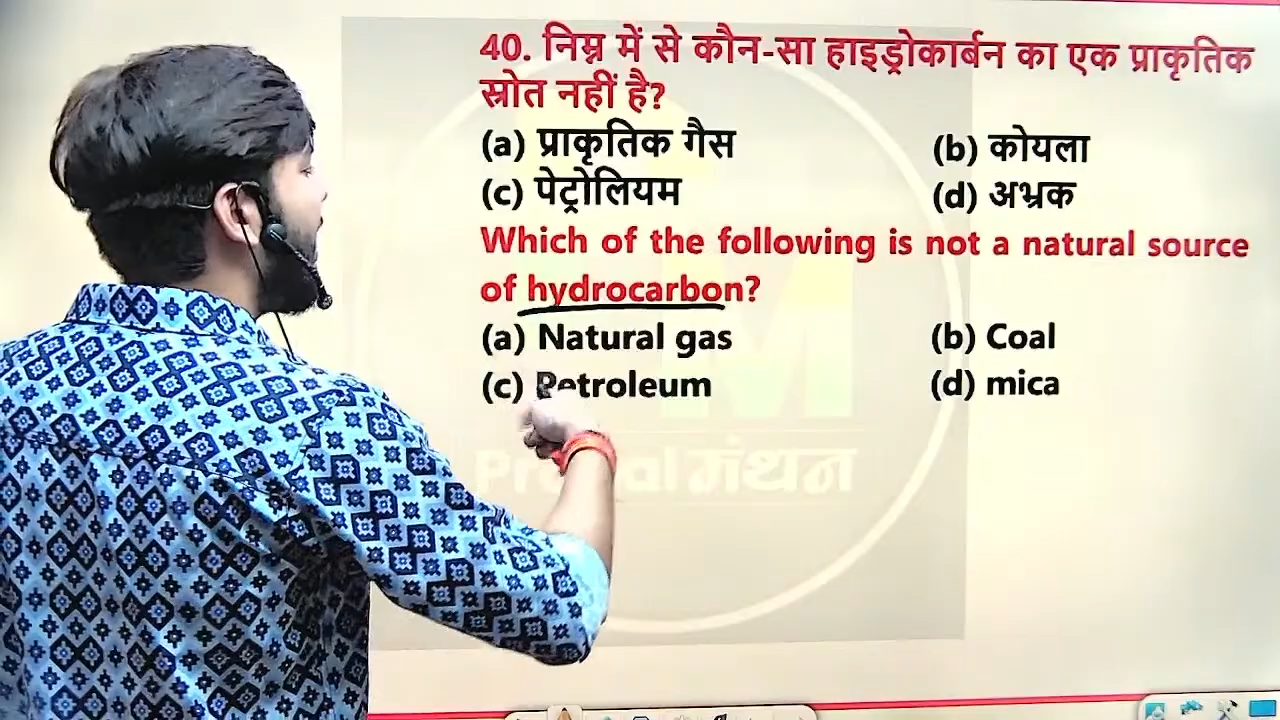 40. निम्न में से कौन-सा हाइड्रोकार्बन का एक प्राकृतिक
स्रोत नहीं है?
(a) प्राकृतिक गैस (b) कोयला
(c) पेट्रोलियम (d) अभ्रक
Which of the following is not a natural source
of hydrocarbon?
(a) Natural gas (b) Coal
(c) Petroleum (d) mica
मंथन